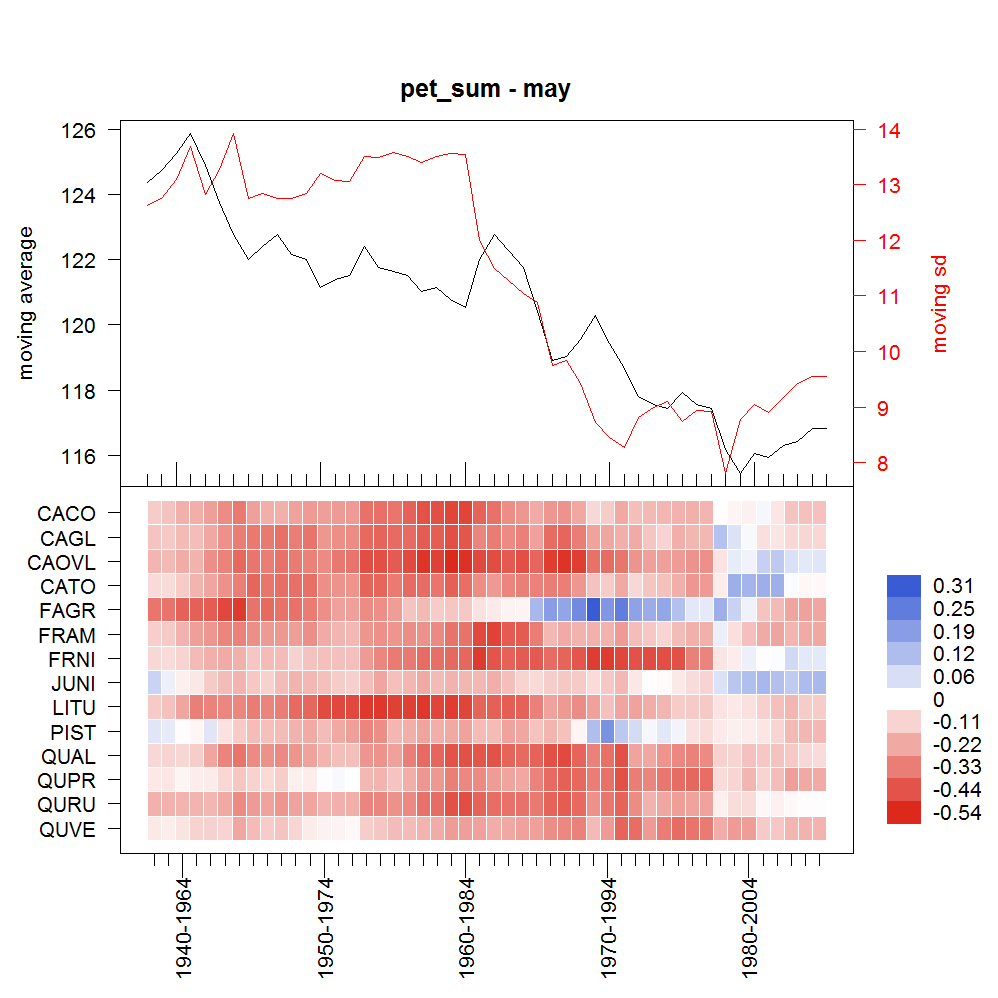 pet_sum - may
moving average
126
124
122
120
118
116
14
13
12
11
10
9
8
moving sd
CACO
CAGL
CAOVL
CATO
FAGR
FRAM
FRNI
JUNI
LITU
PIST
QUAL
QUPR
QURU
QUVE
0.31
0.25
0.19
0.12
0.06
0
-0.11
-0.22
-0.33
-0.44
-0.54
1940-1964
1950-1974
1960-1984
1970-1994
1980-2004